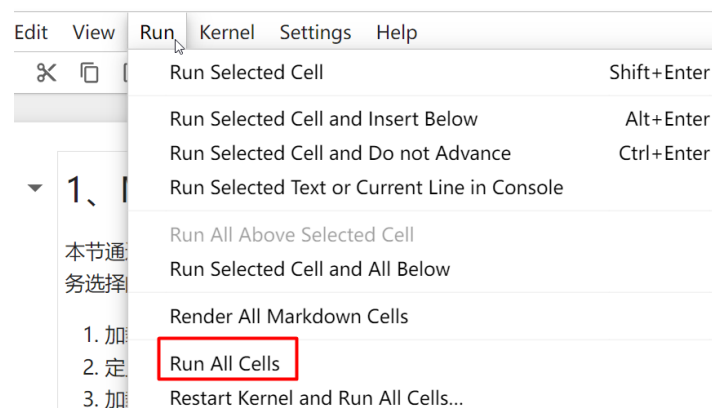 Edit View Run Kernel Settings Help
Run Selected Cell Shift+Enter
Run Selected Cell and Insert Below Alt+Enter
Run Selected Cell and Do not Advance Ctrl+Enter
1、
Run Selected Text or Current Line in Console
Run All Above Selected Cell
本节通
Run Selected Cell and All Below
务选择
Render All Markdown Cells
1. 加
Run All Cells
2. 定
3. 加
Restart Kernel and Run All Cells...